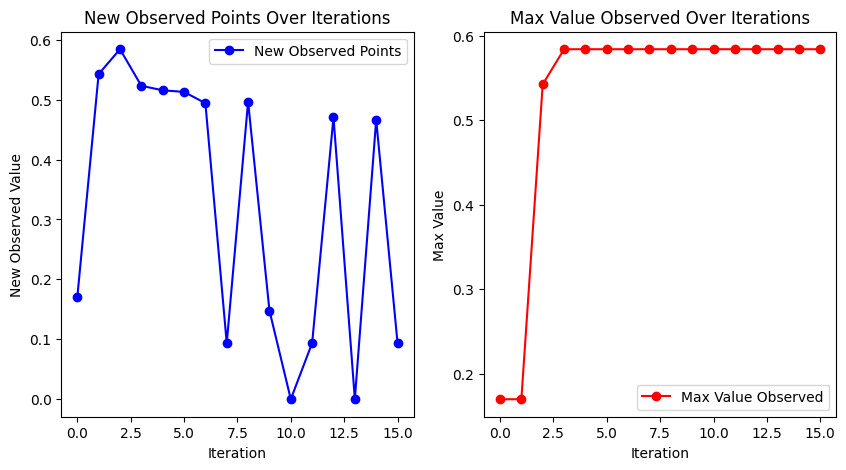 New Observed Points Over Iterations
New Observed Points
0.6
0.5
0.4
0.3
0.2
0.1
0.0
New Observed Value
0.0 2.5 5.0 7.5 10.0 12.5 15.0
Iteration
Max Value Observed Over Iterations
0.6
0.5
0.4
0.3
0.2
Max Value
Max Value Observed
0.0 2.5 5.0 7.5 10.0 12.5 15.0
Iteration